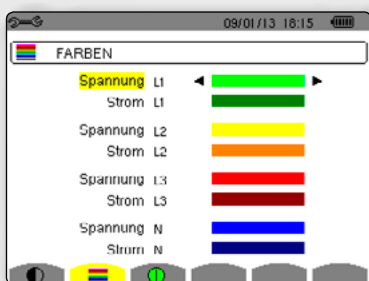 09/01/13 18:15
FARBEN
Spannung L1
Strom L1
Spannung L2
Strom L2
Spannung L3
Strom L3
Spannung N
Strom N